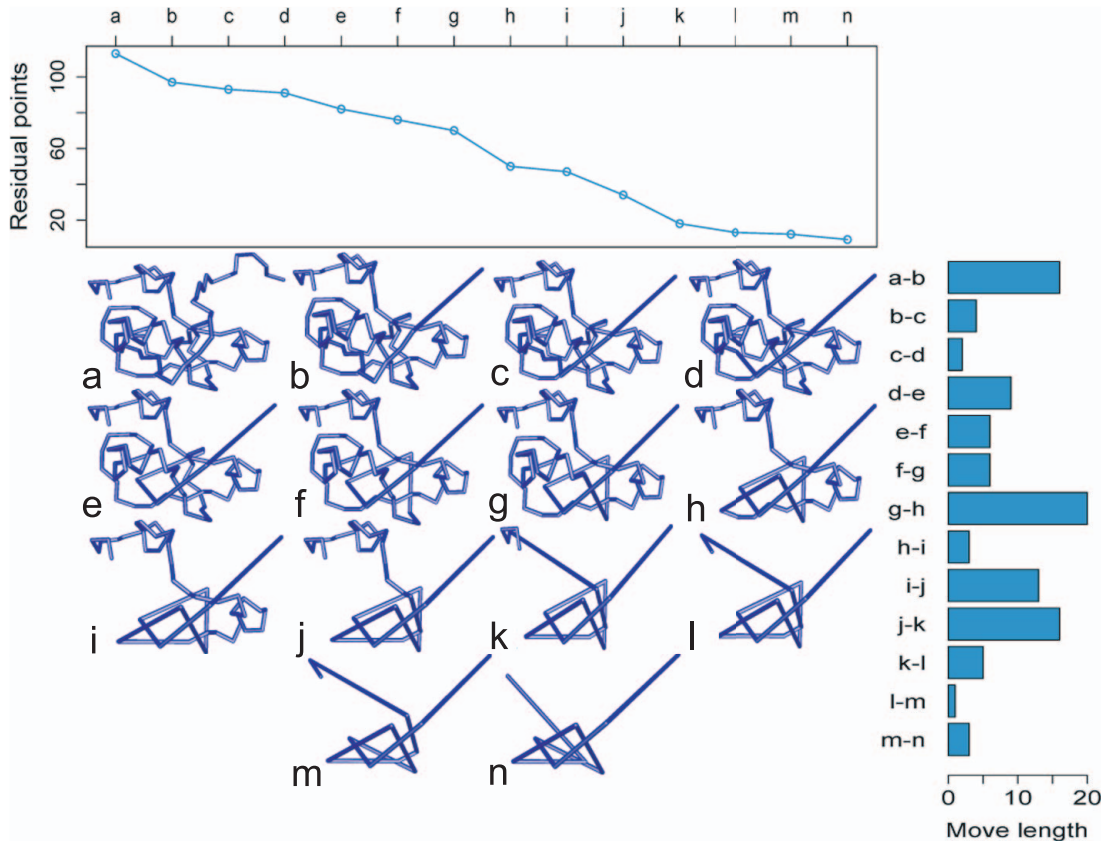 a b c d e f g h i j k l m n
Residual points
100
60
20
a b c d
e f g h
i j k l
m n
a-b
b-c
c-d
d-e
e-f
f-g
g-h
h-i
i-j
j-k
k-l
l-m
m-n
0 10 20
Move length